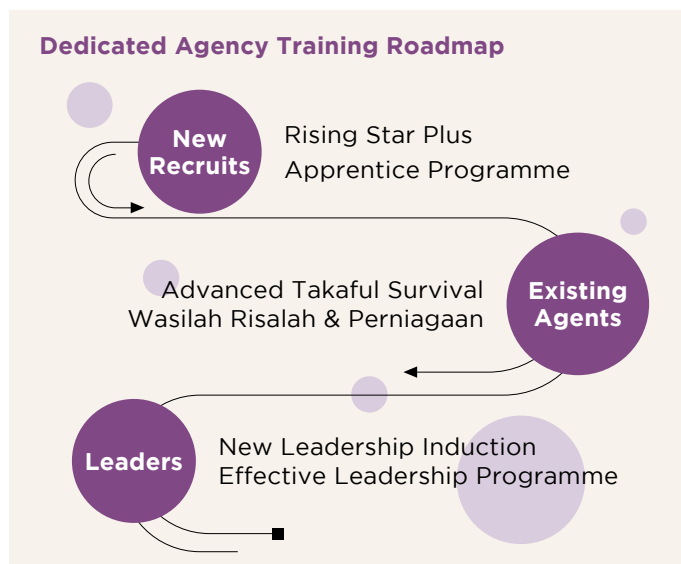 Dedicated Agency Training Roadmap
New
Recruits
Rising Star Plus
Apprentice Programme
Advanced Takaful Survival
Wasilah Risalah & Perniagaan
Existing
Agents
Leaders
New Leadership Induction
Effective Leadership Programme